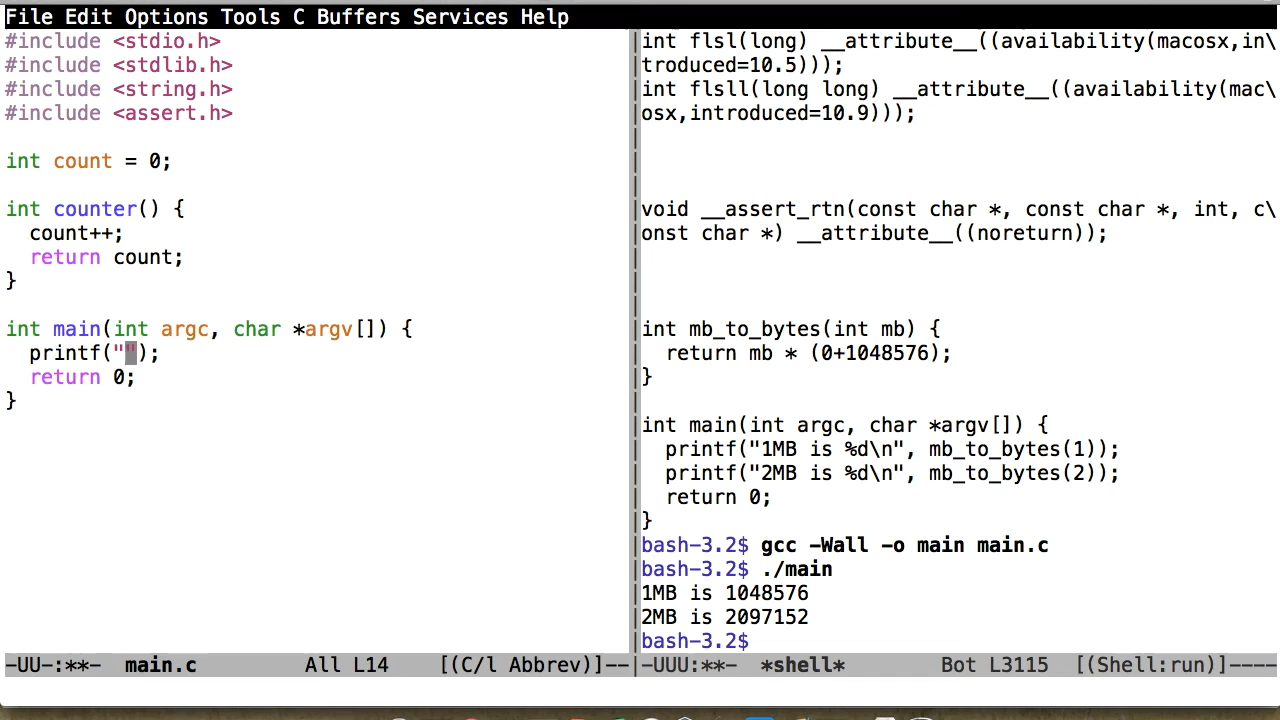 File Edit Options Tools C Buffers Services Help
#include <stdio.h>
#include <stdlib.h>
#include <string.h>
#include <assert.h>
int count = 0;
int counter() {
  count++;
  return count;
}
int main(int argc, char *argv[]) {
  printf("");
  return 0;
}
-UU-:**-  main.c         All L14    [(C/l Abbrev)]--
int flsl(long) __attribute__((availability(macosx,in\
troduced=10.5)));
int flsll(long long) __attribute__((availability(mac\
osx,introduced=10.9)));
void __assert_rtn(const char *, const char *, int, c\
onst char *) __attribute__((noreturn));
int mb_to_bytes(int mb) {
  return mb * (0+1048576);
}
int main(int argc, char *argv[]) {
  printf("1MB is %d\n", mb_to_bytes(1));
  printf("2MB is %d\n", mb_to_bytes(2));
  return 0;
}
bash-3.2$ gcc -Wall -o main main.c
bash-3.2$ ./main
1MB is 1048576
2MB is 2097152
bash-3.2$
-UUU:**-  *shell*        Bot L3115  [(Shell:run)]----